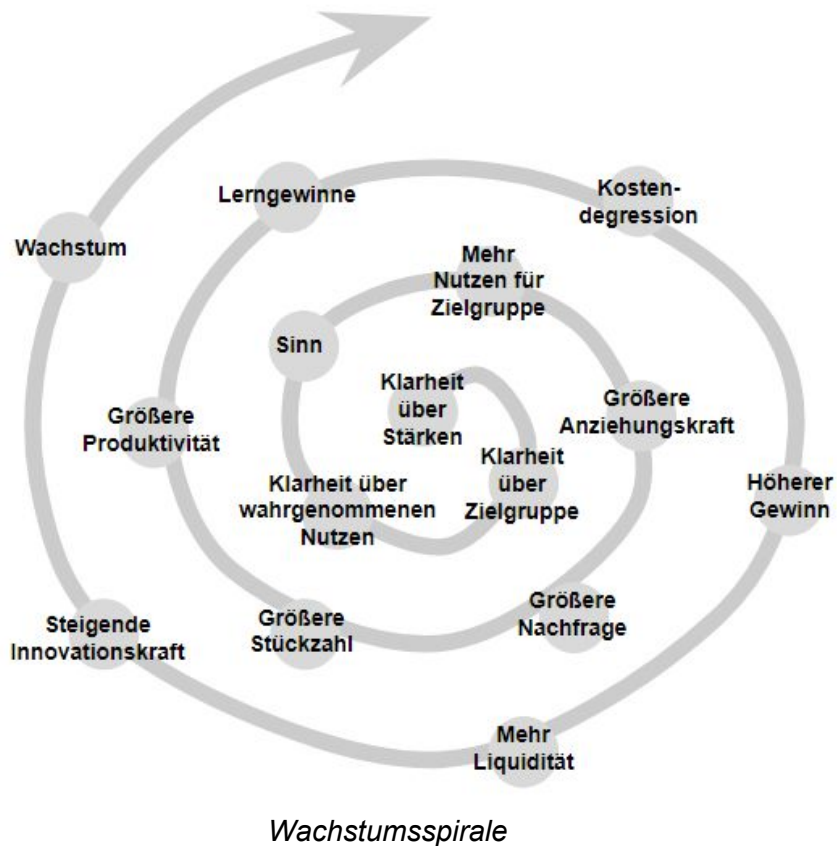 Lerngewinne
Kosten-
degression
Wachstum
Mehr
Nutzen für
Zielgruppe
Sinn
Klarheit
über
Stärken
Größere
Anziehungskraft
Größere
Produktivität
Klarheit
über
Zielgruppe
Klarheit über
wahrgenommenen
Nutzen
Höherer
Gewinn
Größere
Nachfrage
Größere
Stückzahl
Steigende
Innovationskraft
Mehr
Liquidität
Wachstumsspirale